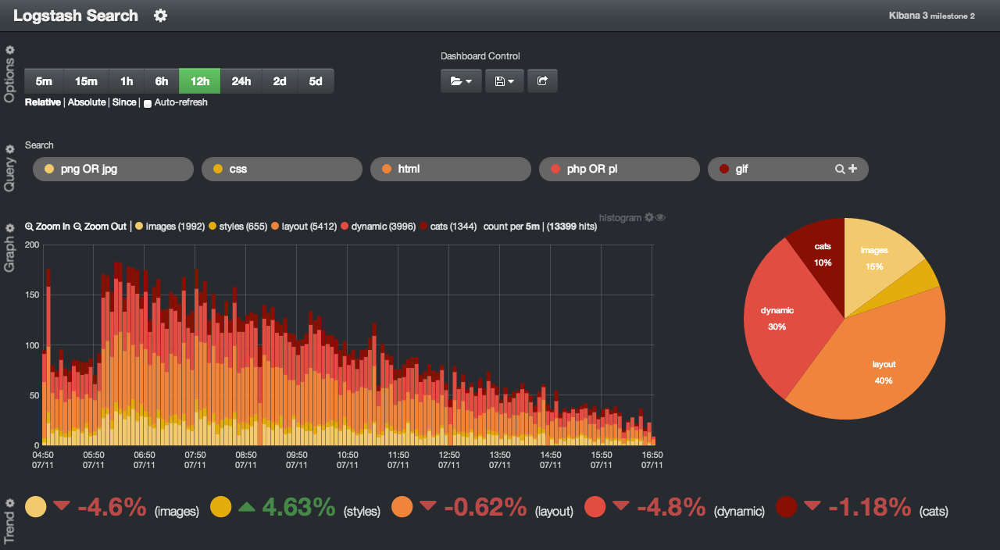 Logstash Search
Kibana 3 milestone 2
Options
5m 15m 1h 6h 12h 24h 2d 5d
Relative | Absolute | Since | Auto-refresh
Dashboard Control
Query
Search
png OR jpg
css
html
php OR pl
gif
Graph
histogram
Zoom In Zoom Out | images (1992) styles (655) layout (5412) dynamic (3996) cats (1344) count per 5m | (13399 hits)
200
150
100
50
0
04:50 05:50 06:50 07:50 08:50 09:50 10:50 11:50 12:50 13:50 14:50 15:50 16:50
07/11 07/11 07/11 07/11 07/11 07/11 07/11 07/11 07/11 07/11 07/11 07/11 07/11
cats
10%
images
15%
dynamic
30%
layout
40%
Trend
-4.6% (images) 4.63% (styles) -0.62% (layout) -4.8% (dynamic) -1.18% (cats)